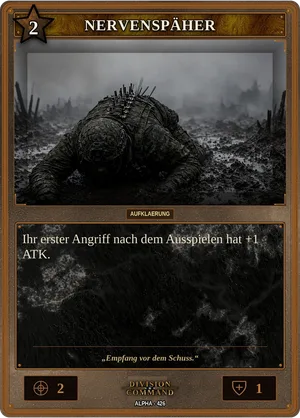 2
NERVENSPÄHER
AUFKLAERUNG
Ihr erster Angriff nach dem Ausspielen hat +1
ATK.
„Empfang vor dem Schuss.“
2
DIVISION
COMMAND
1
ALPHA · 426